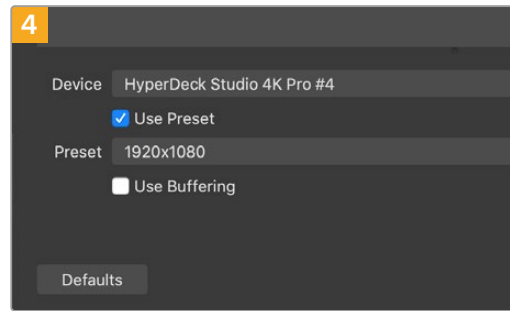 4
Device HyperDeck Studio 4K Pro #4
Use Preset
Preset 1920x1080
Use Buffering
Defaults